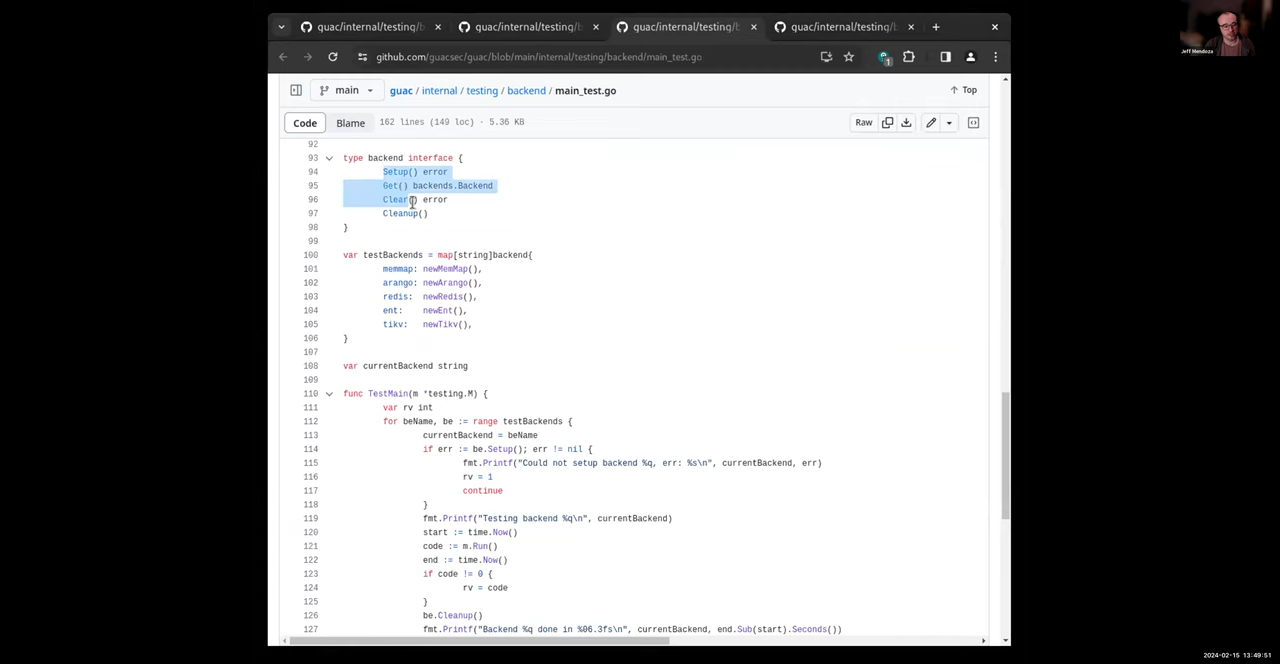 guac/internal/testing/b
guac/internal/testing/b
guac/internal/testing/b
guac/internal/testing/b
Jeff Mendoza
github.com/guacsec/guac/blob/main/internal/testing/backend/main_test.go
1
main
guac / internal / testing / backend / main_test.go
Top
Code
Blame
162 lines (149 loc) · 5.36 KB
Raw
92
93 type backend interface {
94 Setup() error
95 Get() backends.Backend
96 Clear() error
97 Cleanup()
98 }
99
100 var testBackends = map[string]backend{
101 memmap: newMemMap(),
102 arango: newArango(),
103 redis: newRedis(),
104 ent: newEnt(),
105 tikv: newTikv(),
106 }
107
108 var currentBackend string
109
110 func TestMain(m *testing.M) {
111 var rv int
112 for beName, be := range testBackends {
113 currentBackend = beName
114 if err := be.Setup(); err != nil {
115 fmt.Printf("Could not setup backend %q, err: %s\n", currentBackend, err)
116 rv = 1
117 continue
118 }
119 fmt.Printf("Testing backend %q\n", currentBackend)
120 start := time.Now()
121 code := m.Run()
122 end := time.Now()
123 if code != 0 {
124 rv = code
125 }
126 be.Cleanup()
127 fmt.Printf("Backend %q done in %06.3fs\n", currentBackend, end.Sub(start).Seconds())
2024-02-15 13:49:51